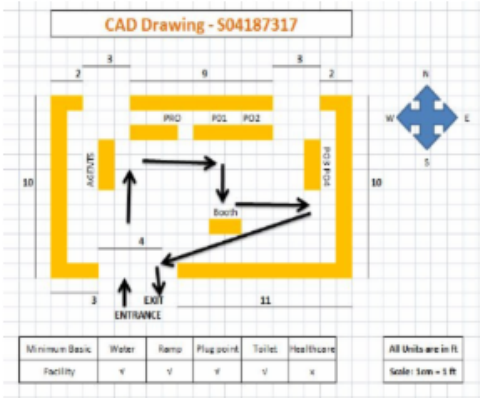 CAD Drawing - S04187317
3 3
2 9 2
N
PRO PO1 PO2
W E
AGENTS
PO3 PO4
S
10 10
Booth
4
3 EXIT 11
ENTRANCE
Minimum Basic Water Ramp Plug point Toilet Healthcare
Facility √ √ √ √ x
All Units are in ft
Scale: 1cm = 1 ft